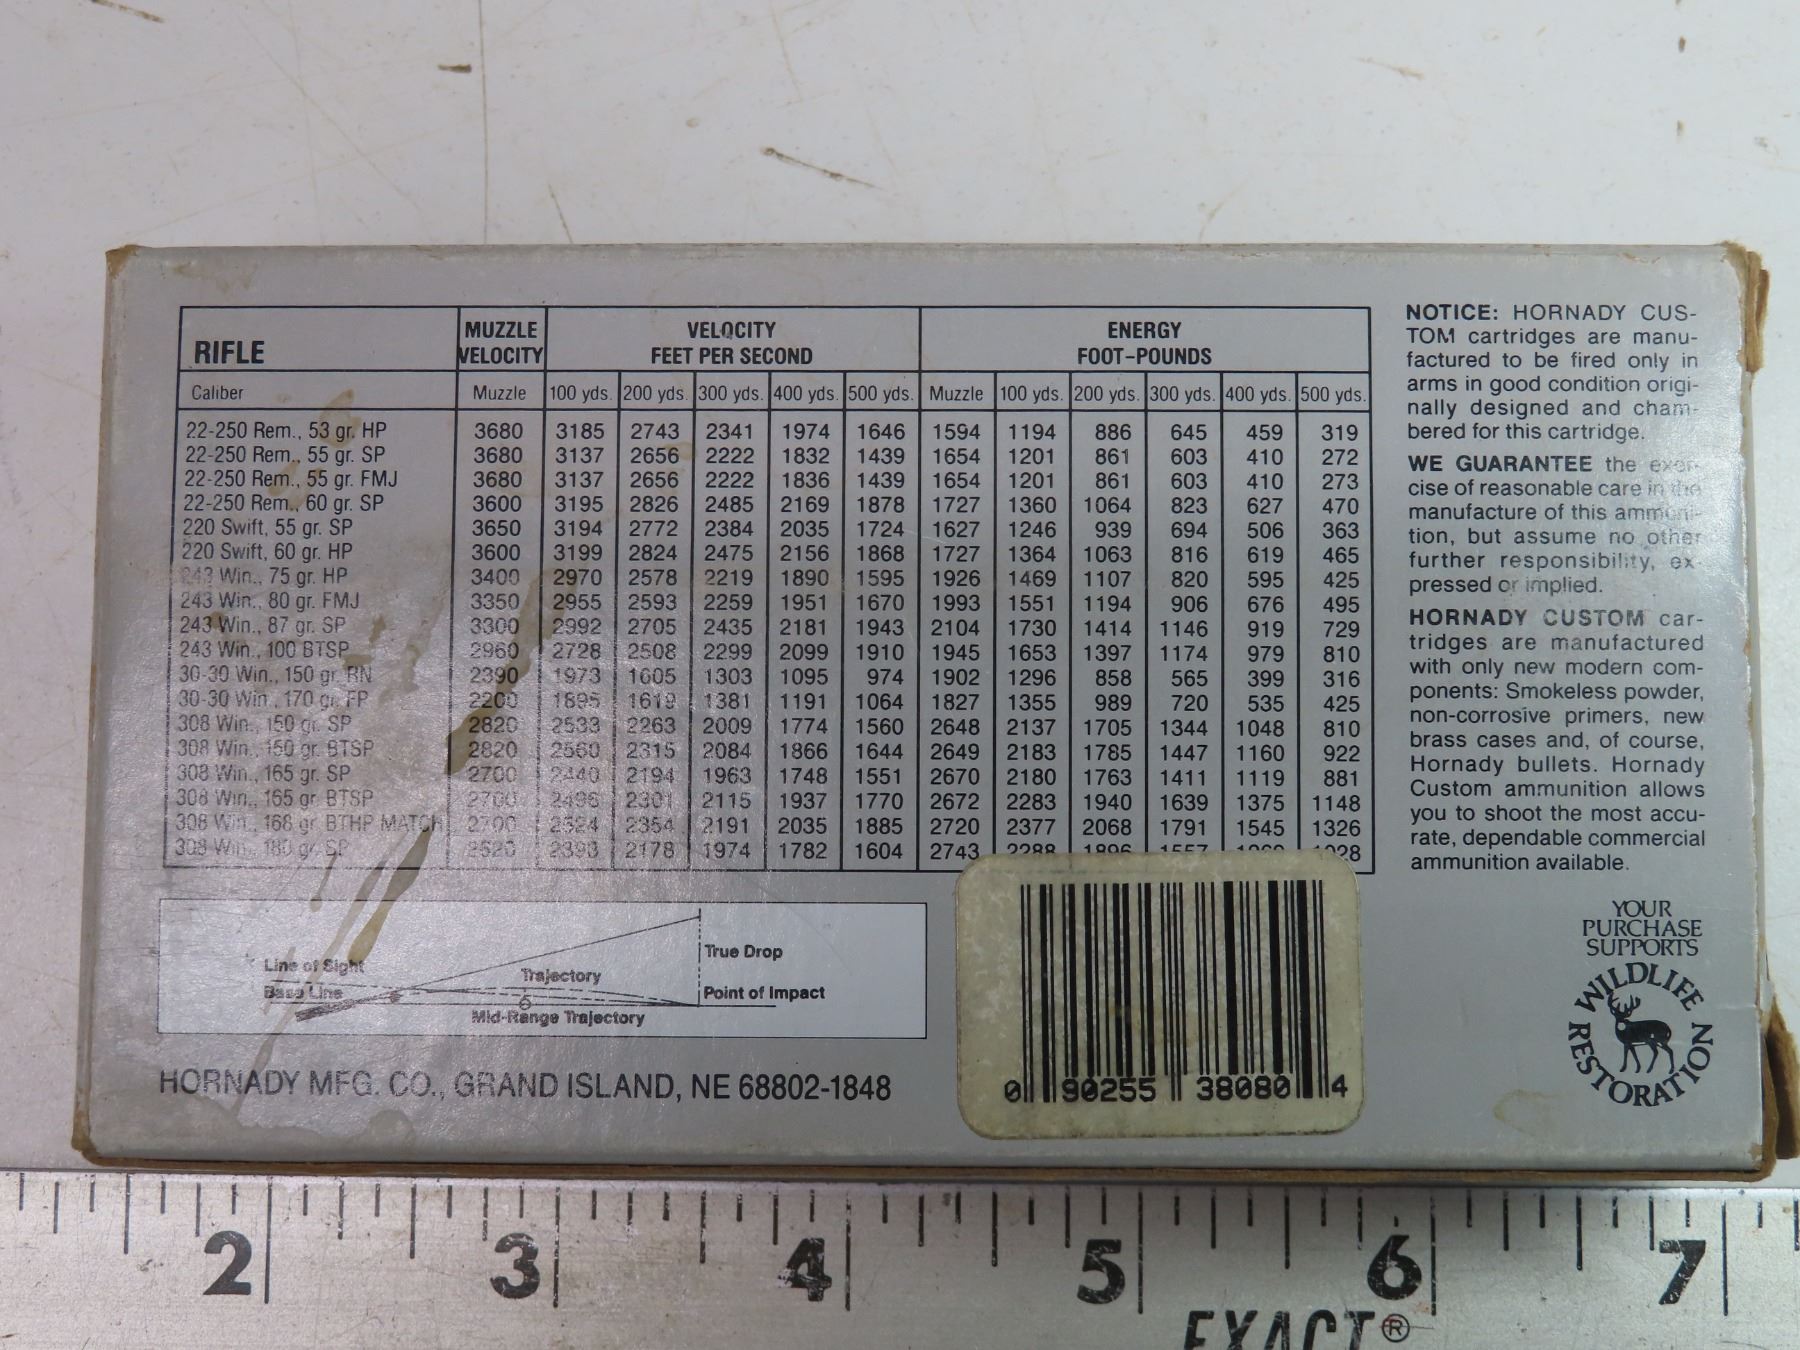 RIFLE MUZZLE VELOCITY VELOCITY FEET PER SECOND ENERGY FOOT-POUNDS
Caliber Muzzle 100 yds. 200 yds. 300 yds. 400 yds. 500 yds. Muzzle 100 yds. 200 yds. 300 yds. 400 yds. 500 yds.
22-250 Rem., 53 gr. HP 3680 3185 2743 2341 1974 1646 1594 1194 886 645 459 319
22-250 Rem., 55 gr. SP 3680 3137 2656 2222 1832 1439 1654 1201 861 603 410 272
22-250 Rem., 55 gr. FMJ 3680 3137 2656 2222 1836 1439 1654 1201 861 603 410 273
22-250 Rem., 60 gr. SP 3600 3195 2826 2485 2169 1878 1727 1360 1064 823 627 470
220 Swift, 55 gr. SP 3650 3194 2772 2384 2035 1724 1627 1246 939 694 506 363
220 Swift, 60 gr. HP 3600 3199 2824 2475 2156 1868 1727 1364 1063 816 619 465
243 Win., 75 gr. HP 3400 2970 2578 2219 1890 1595 1926 1469 1107 820 595 425
243 Win., 80 gr. FMJ 3350 2955 2593 2259 1951 1670 1993 1551 1194 906 676 495
243 Win., 87 gr. SP 3300 2992 2705 2435 2181 1943 2104 1730 1414 1146 919 729
243 Win., 100 BTSP 2960 2728 2508 2299 2099 1910 1945 1653 1397 1174 979 810
30-30 Win., 150 gr. RN 2390 1973 1605 1303 1095 974 1902 1296 858 565 399 316
30-30 Win., 170 gr. FP 2200 1895 1619 1381 1191 1064 1827 1355 989 720 535 425
308 Win., 150 gr. SP 2820 2533 2263 2009 1774 1560 2648 2137 1705 1344 1048 810
308 Win., 150 gr. BTSP 2820 2560 2315 2084 1866 1644 2649 2183 1785 1447 1160 922
308 Win., 165 gr. SP 2700 2440 2194 1963 1748 1551 2670 2180 1763 1411 1119 881
308 Win., 165 gr. BTSP 2700 2496 2301 2115 1937 1770 2672 2283 1940 1639 1375 1148
308 Win., 168 gr. BTHP MATCH 2700 2524 2354 2191 2035 1885 2720 2377 2068 1791 1545 1326
308 Win., 180 gr. SP 2520 2393 2178 1974 1782 1604 2743 2288 1896 1557
NOTICE: HORNADY CUS-
TOM cartridges are manu-
factured to be fired only in
arms in good condition origi-
nally designed and cham-
bered for this cartridge.
WE GUARANTEE the exer-
cise of reasonable care in the
manufacture of this ammuni-
tion, but assume no other
further responsibility, ex-
pressed or implied.
HORNADY CUSTOM car-
tridges are manufactured
with only new modern com-
ponents: Smokeless powder,
non-corrosive primers, new
brass cases and, of course,
Hornady bullets. Hornady
Custom ammunition allows
you to shoot the most accu-
rate, dependable commercial
ammunition available.
YOUR
PURCHASE
SUPPORTS
WILDLIFE
RESTORATION
True Drop
Line of Sight
Trajectory
Base Line
Point of Impact
Mid-Range Trajectory
HORNADY MFG. CO., GRAND ISLAND, NE 68802-1848
0 90255 38080 4
2 3 4 5 6 7
EXACT®